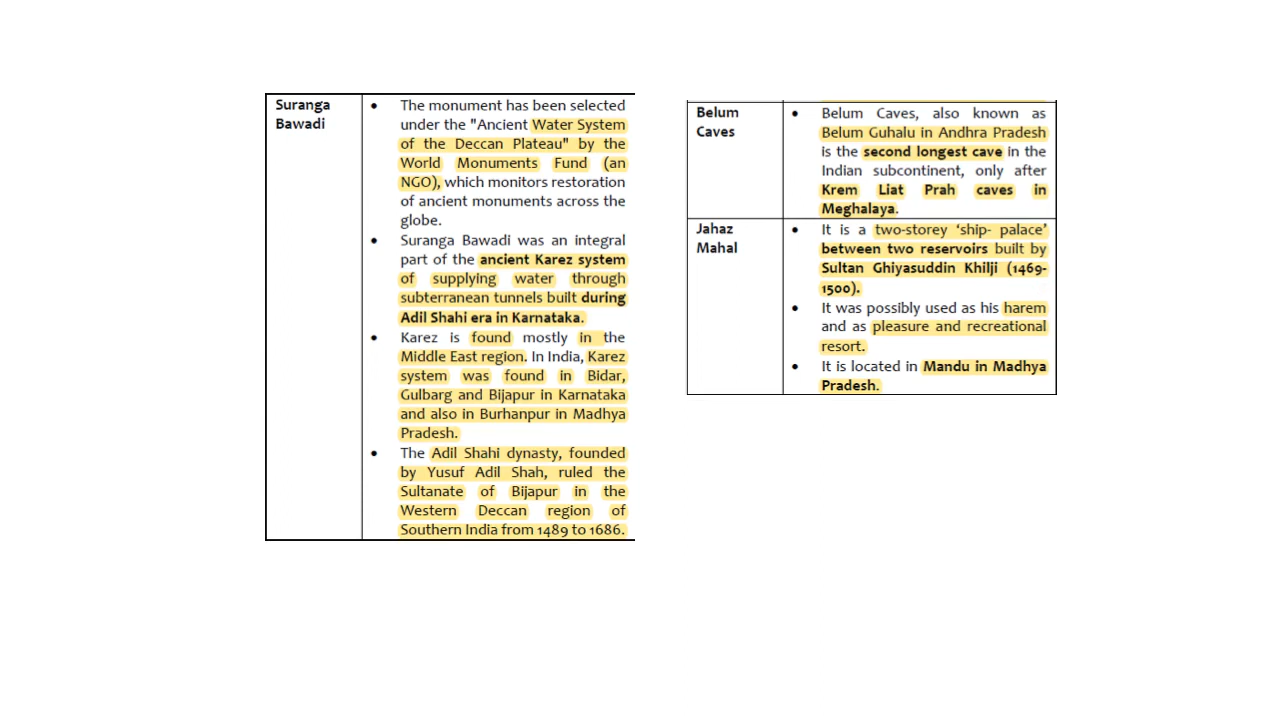 Suranga
Bawadi
• The monument has been selected
under the "Ancient Water System
of the Deccan Plateau" by the
World Monuments Fund (an
NGO), which monitors restoration
of ancient monuments across the
globe.
• Suranga Bawadi was an integral
part of the ancient Karez system
of supplying water through
subterranean tunnels built during
Adil Shahi era in Karnataka.
• Karez is found mostly in the
Middle East region. In India, Karez
system was found in Bidar,
Gulbarg and Bijapur in Karnataka
and also in Burhanpur in Madhya
Pradesh.
• The Adil Shahi dynasty, founded
by Yusuf Adil Shah, ruled the
Sultanate of Bijapur in the
Western Deccan region of
Southern India from 1489 to 1686.
Belum
Caves
• Belum Caves, also known as
Belum Guhalu in Andhra Pradesh
is the second longest cave in the
Indian subcontinent, only after
Krem Liat Prah caves in
Meghalaya.
Jahaz
Mahal
• It is a two-storey ‘ship- palace’
between two reservoirs built by
Sultan Ghiyasuddin Khilji (1469-
1500).
• It was possibly used as his harem
and as pleasure and recreational
resort.
• It is located in Mandu in Madhya
Pradesh.